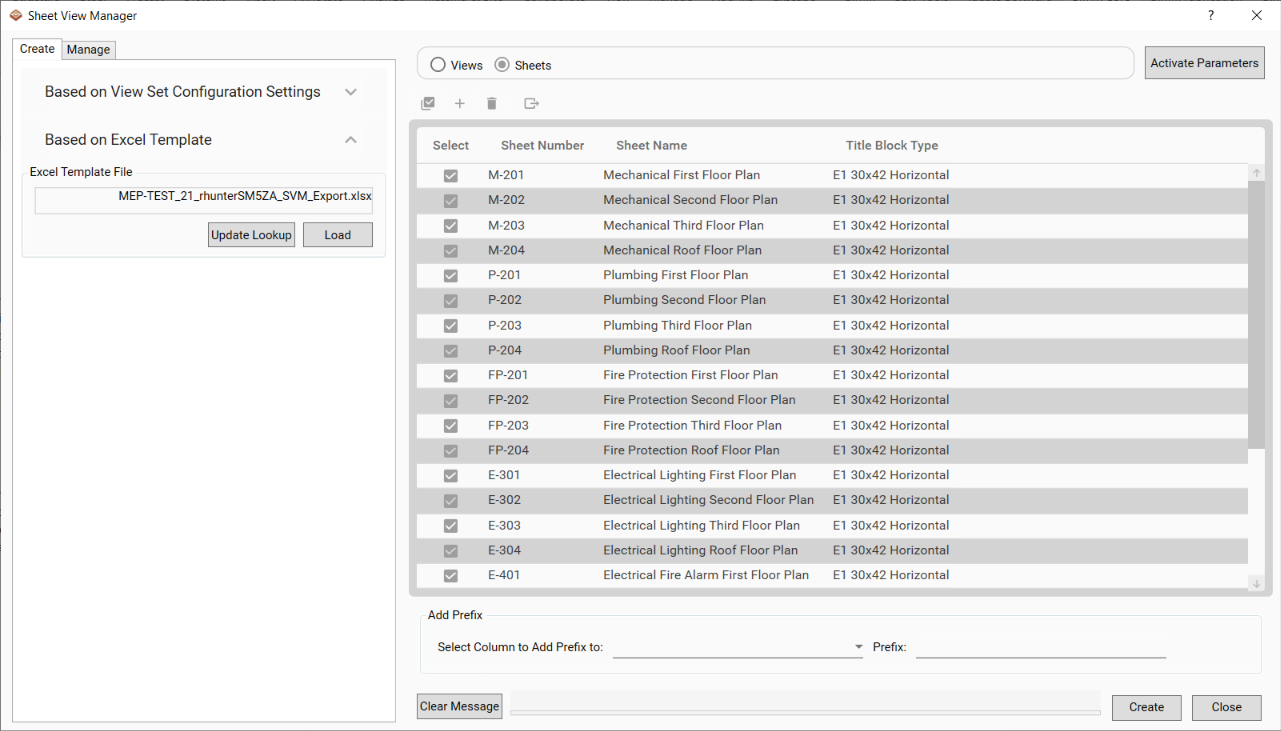 Sheet View Manager
?
Create Manage
Based on View Set Configuration Settings
Based on Excel Template
Excel Template File
MEP-TEST_21_rhunterSM5ZA_SVM_Export.xlsx
Update Lookup Load
Views Sheets Activate Parameters
Select Sheet Number Sheet Name Title Block Type
M-201 Mechanical First Floor Plan E1 30x42 Horizontal
M-202 Mechanical Second Floor Plan E1 30x42 Horizontal
M-203 Mechanical Third Floor Plan E1 30x42 Horizontal
M-204 Mechanical Roof Floor Plan E1 30x42 Horizontal
P-201 Plumbing First Floor Plan E1 30x42 Horizontal
P-202 Plumbing Second Floor Plan E1 30x42 Horizontal
P-203 Plumbing Third Floor Plan E1 30x42 Horizontal
P-204 Plumbing Roof Floor Plan E1 30x42 Horizontal
FP-201 Fire Protection First Floor Plan E1 30x42 Horizontal
FP-202 Fire Protection Second Floor Plan E1 30x42 Horizontal
FP-203 Fire Protection Third Floor Plan E1 30x42 Horizontal
FP-204 Fire Protection Roof Floor Plan E1 30x42 Horizontal
E-301 Electrical Lighting First Floor Plan E1 30x42 Horizontal
E-302 Electrical Lighting Second Floor Plan E1 30x42 Horizontal
E-303 Electrical Lighting Third Floor Plan E1 30x42 Horizontal
E-304 Electrical Lighting Roof Floor Plan E1 30x42 Horizontal
E-401 Electrical Fire Alarm First Floor Plan E1 30x42 Horizontal
Add Prefix
Select Column to Add Prefix to: Prefix:
Clear Message Create Close